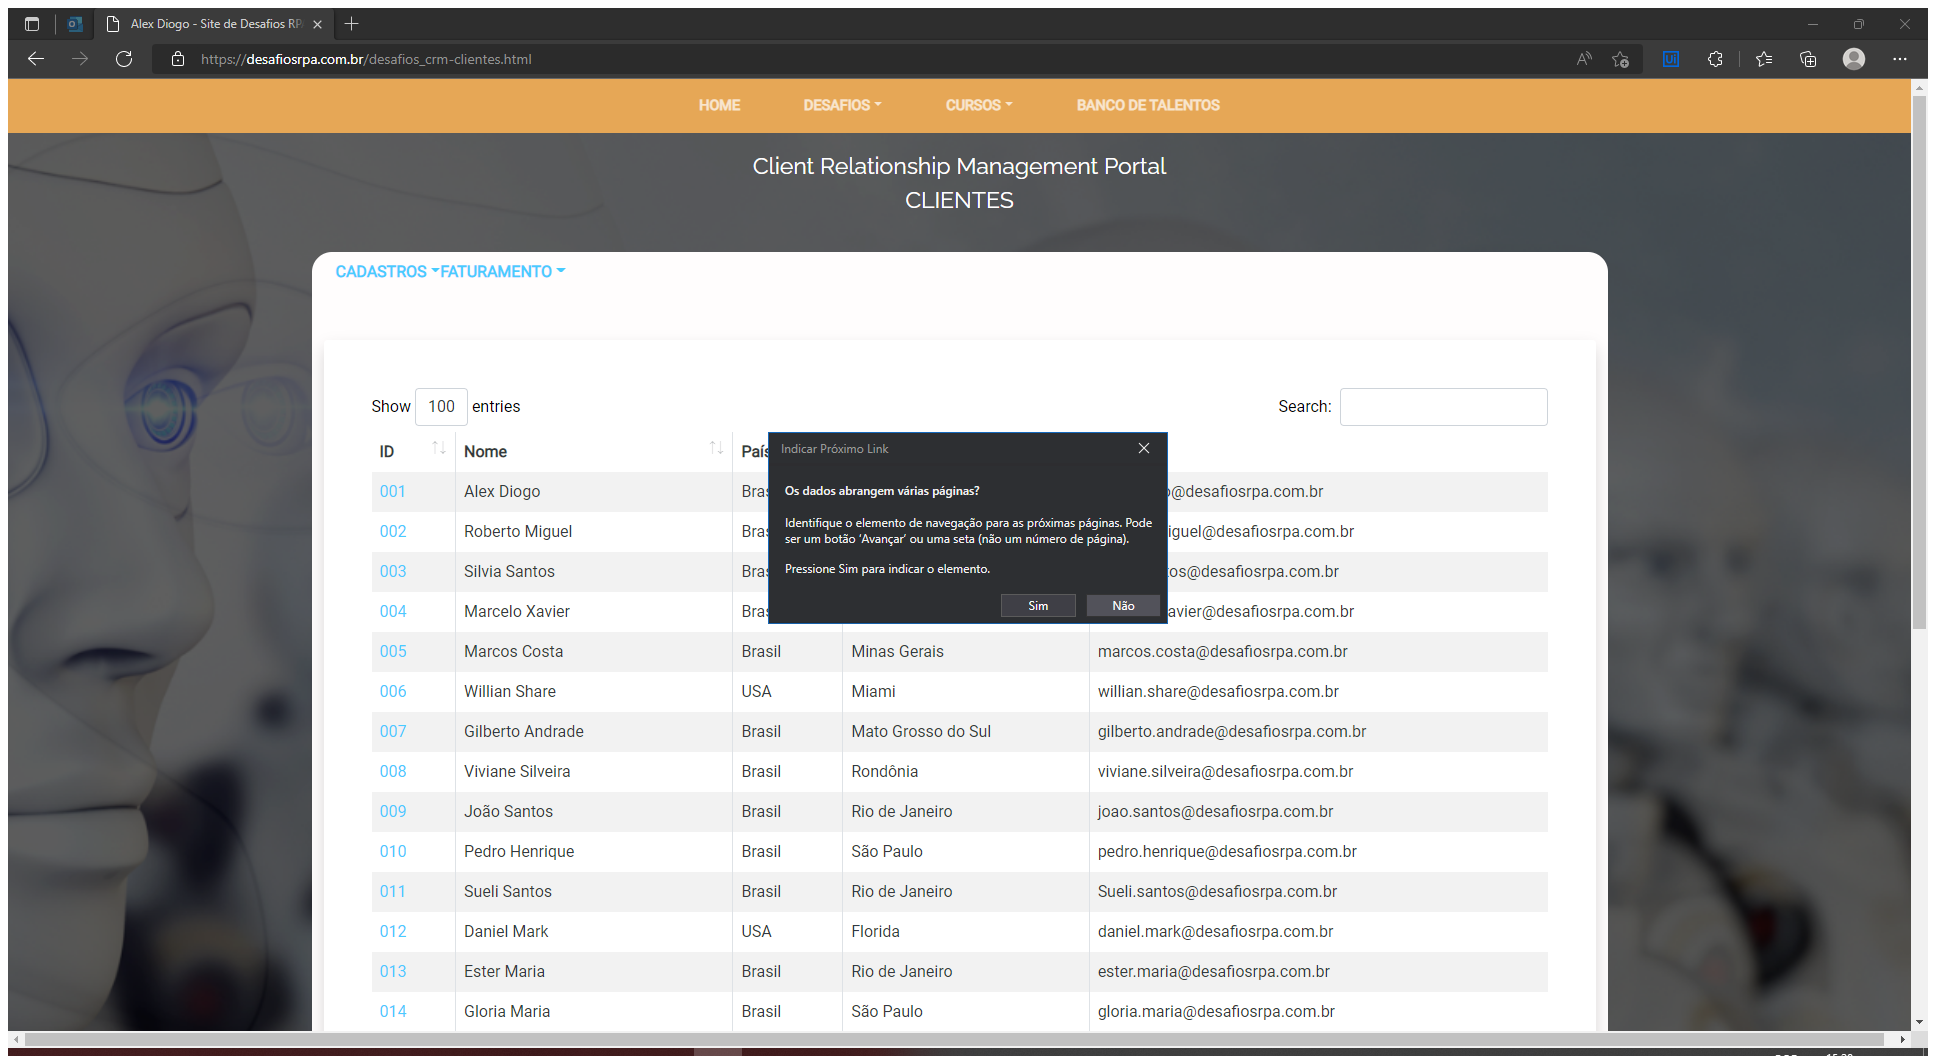 Alex Diogo - Site de Desafios RP
https://desafiosrpa.com.br/desafios_crm-clientes.html
HOME DESAFIOS CURSOS BANCO DE TALENTOS
Client Relationship Management Portal
CLIENTES
CADASTROS FATURAMENTO
Show 100 entries Search:
ID Nome País
001 Alex Diogo Bras @desafiosrpa.com.br
002 Roberto Miguel Bras iguel@desafiosrpa.com.br
003 Silvia Santos Bras os@desafiosrpa.com.br
004 Marcelo Xavier Bras avier@desafiosrpa.com.br
Indicar Próximo Link
Os dados abrangem várias páginas?
Identifique o elemento de navegação para as próximas páginas. Pode
ser um botão ‘Avançar’ ou uma seta (não um número de página).
Pressione Sim para indicar o elemento.
Sim Não
005 Marcos Costa Brasil Minas Gerais marcos.costa@desafiosrpa.com.br
006 Willian Share USA Miami willian.share@desafiosrpa.com.br
007 Gilberto Andrade Brasil Mato Grosso do Sul gilberto.andrade@desafiosrpa.com.br
008 Viviane Silveira Brasil Rondônia viviane.silveira@desafiosrpa.com.br
009 João Santos Brasil Rio de Janeiro joao.santos@desafiosrpa.com.br
010 Pedro Henrique Brasil São Paulo pedro.henrique@desafiosrpa.com.br
011 Sueli Santos Brasil Rio de Janeiro Sueli.santos@desafiosrpa.com.br
012 Daniel Mark USA Florida daniel.mark@desafiosrpa.com.br
013 Ester Maria Brasil Rio de Janeiro ester.maria@desafiosrpa.com.br
014 Gloria Maria Brasil São Paulo gloria.maria@desafiosrpa.com.br